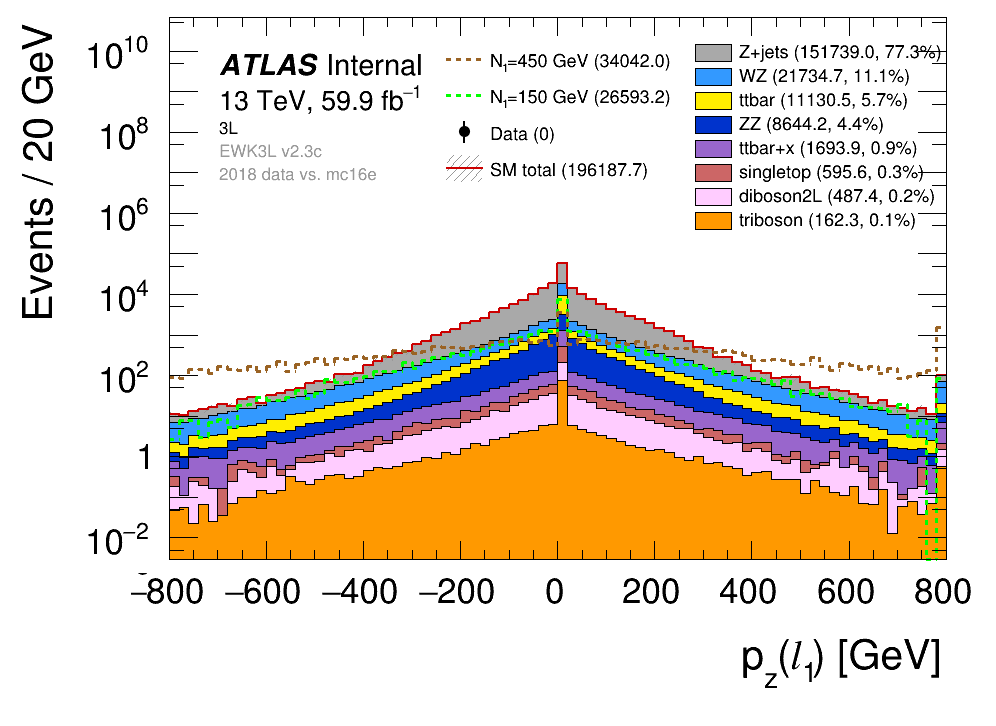 Events / 20 GeV
10¹⁰
10⁸
10⁶
10⁴
10²
1
10⁻²
ATLAS Internal
13 TeV, 59.9 fb⁻¹
3L
EWK3L v2.3c
2018 data vs. mc16e
N₁=450 GeV (34042.0)
N₁=150 GeV (26593.2)
Data (0)
SM total (196187.7)
Z+jets (151739.0, 77.3%)
WZ (21734.7, 11.1%)
ttbar (11130.5, 5.7%)
ZZ (8644.2, 4.4%)
ttbar+x (1693.9, 0.9%)
singletop (595.6, 0.3%)
diboson2L (487.4, 0.2%)
triboson (162.3, 0.1%)
−800 −600 −400 −200 0 200 400 600 800
p_z(l₁) [GeV]